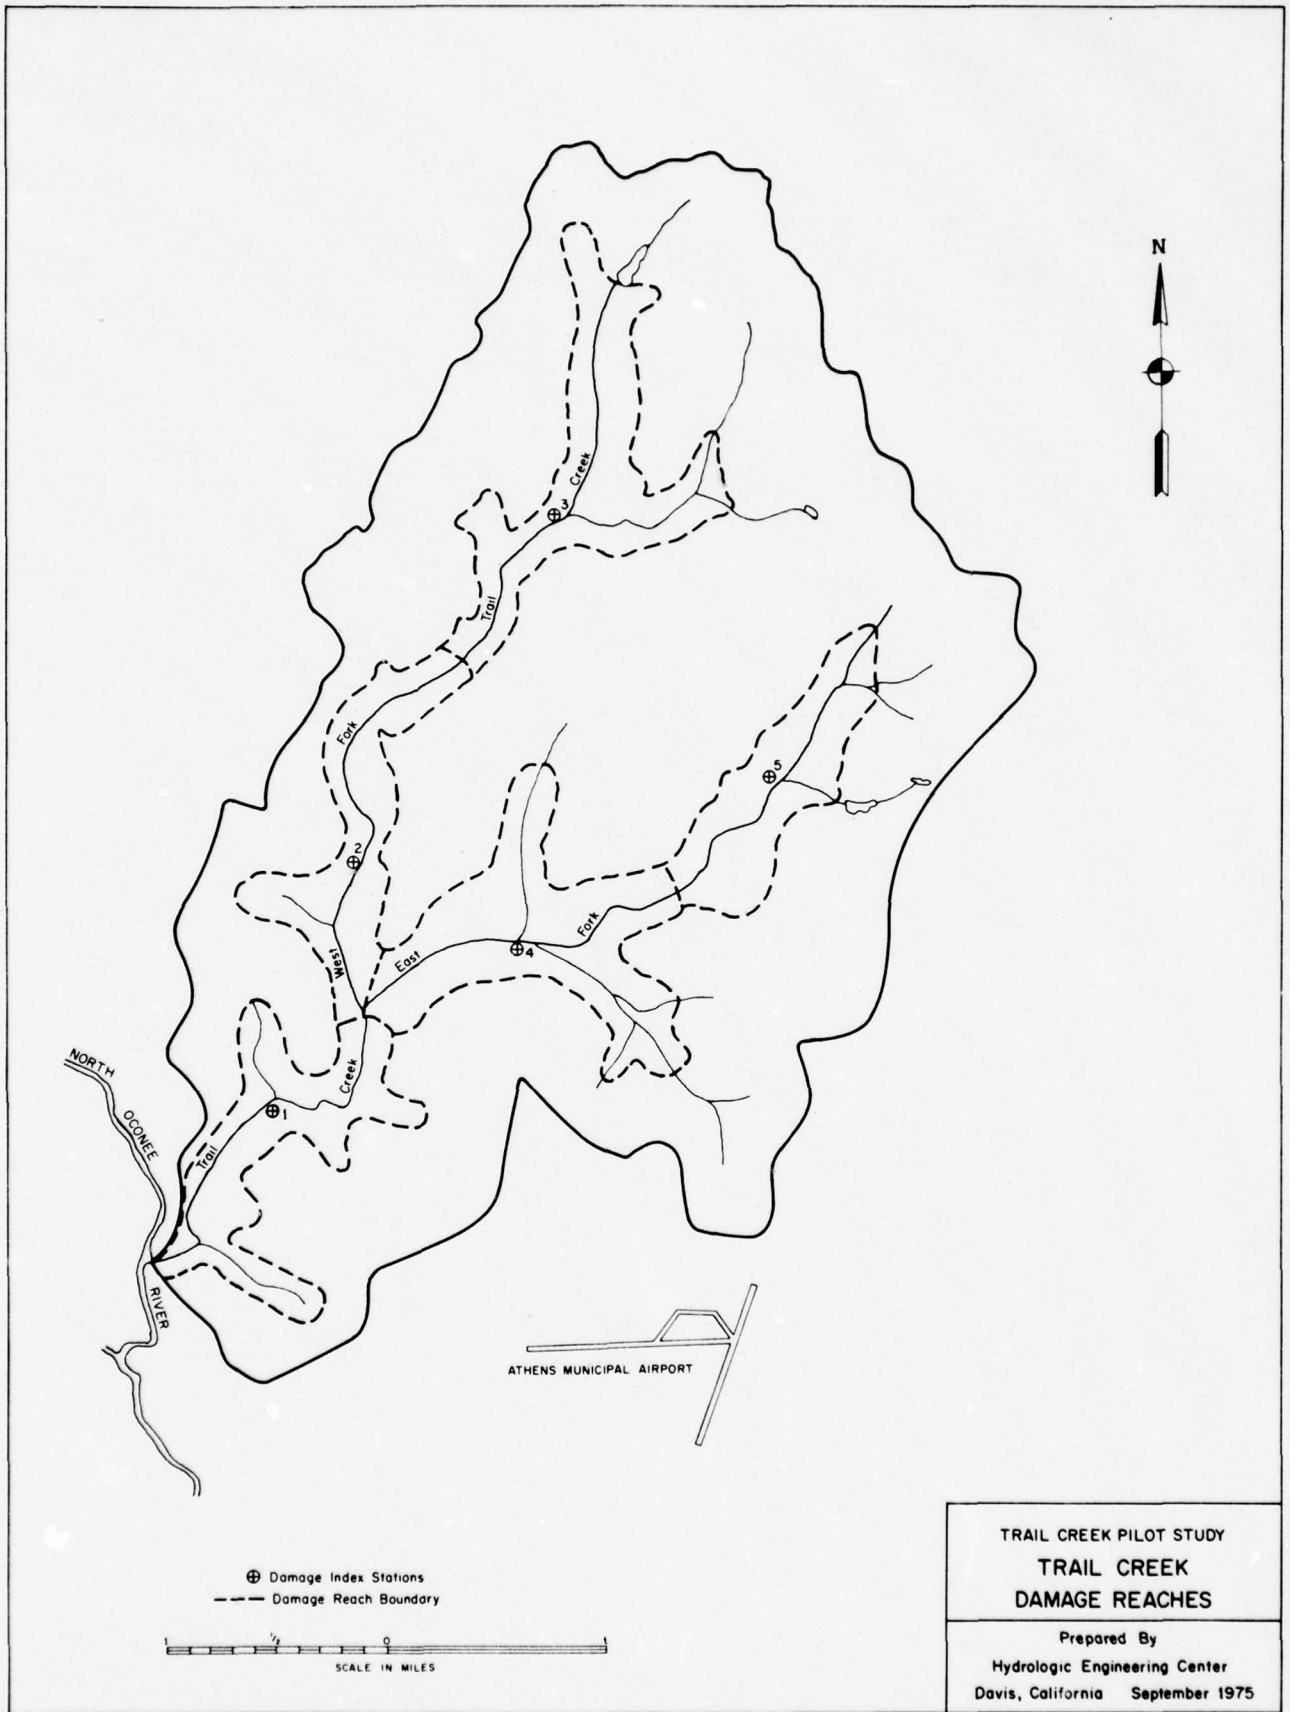 N
Creek
3
Trail
Fork
5
2
Fork
West
East
4
NORTH
OCONEE
RIVER
Creek
1
Trail
ATHENS MUNICIPAL AIRPORT
Damage Index Stations
Damage Reach Boundary
1 1/2 0 1
SCALE IN MILES
TRAIL CREEK PILOT STUDY
TRAIL CREEK
DAMAGE REACHES
Prepared By
Hydrologic Engineering Center
Davis, California September 1975